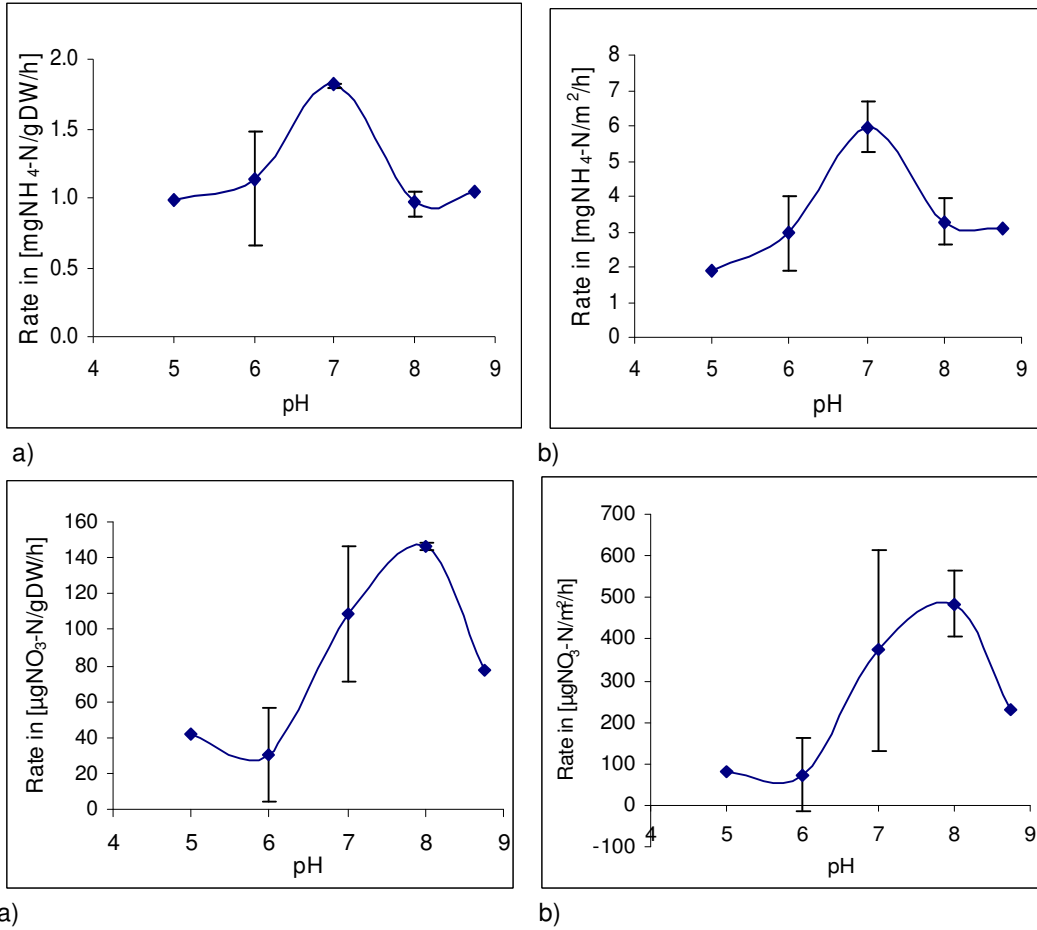 Rate in [mgNH₄-N/gDW/h]
2.0
1.5
1.0
0.5
0.0
4 5 6 7 8 9
pH
a)
Rate in [mgNH₄-N/m²/h]
8
7
6
5
4
3
2
1
0
4 5 6 7 8 9
pH
b)
Rate in [µgNO₃-N/gDW/h]
160
140
120
100
80
60
40
20
0
4 5 6 7 8 9
pH
a)
Rate in [µgNO₃-N/m²/h]
700
600
500
400
300
200
100
0
-100
4 5 6 7 8 9
pH
b)